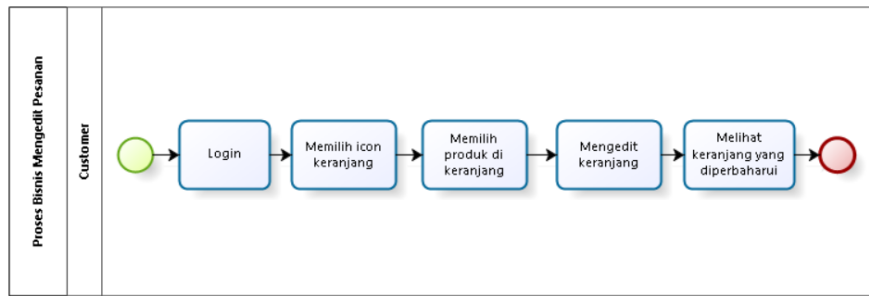 Proses Bisnis Mengedit Pesanan
Customer
Login
Memilih icon
keranjang
Memilih
produk di
keranjang
Mengedit
keranjang
Melihat
keranjang yang
diperbaharui